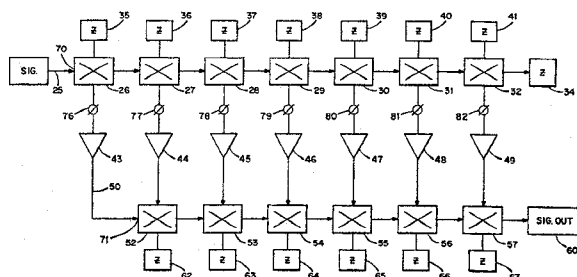 35 36 37 38 39 40 41
Z Z Z Z Z Z Z
70
SIG. Z
25 26 27 28 29 30 31 32 34
76 77 78 79 80 81 82
43 44 45 46 47 48 49
50
SIG. OUT
71 52 53 54 55 56 57 60
Z Z Z Z Z Z
62 63 64 65 66 67